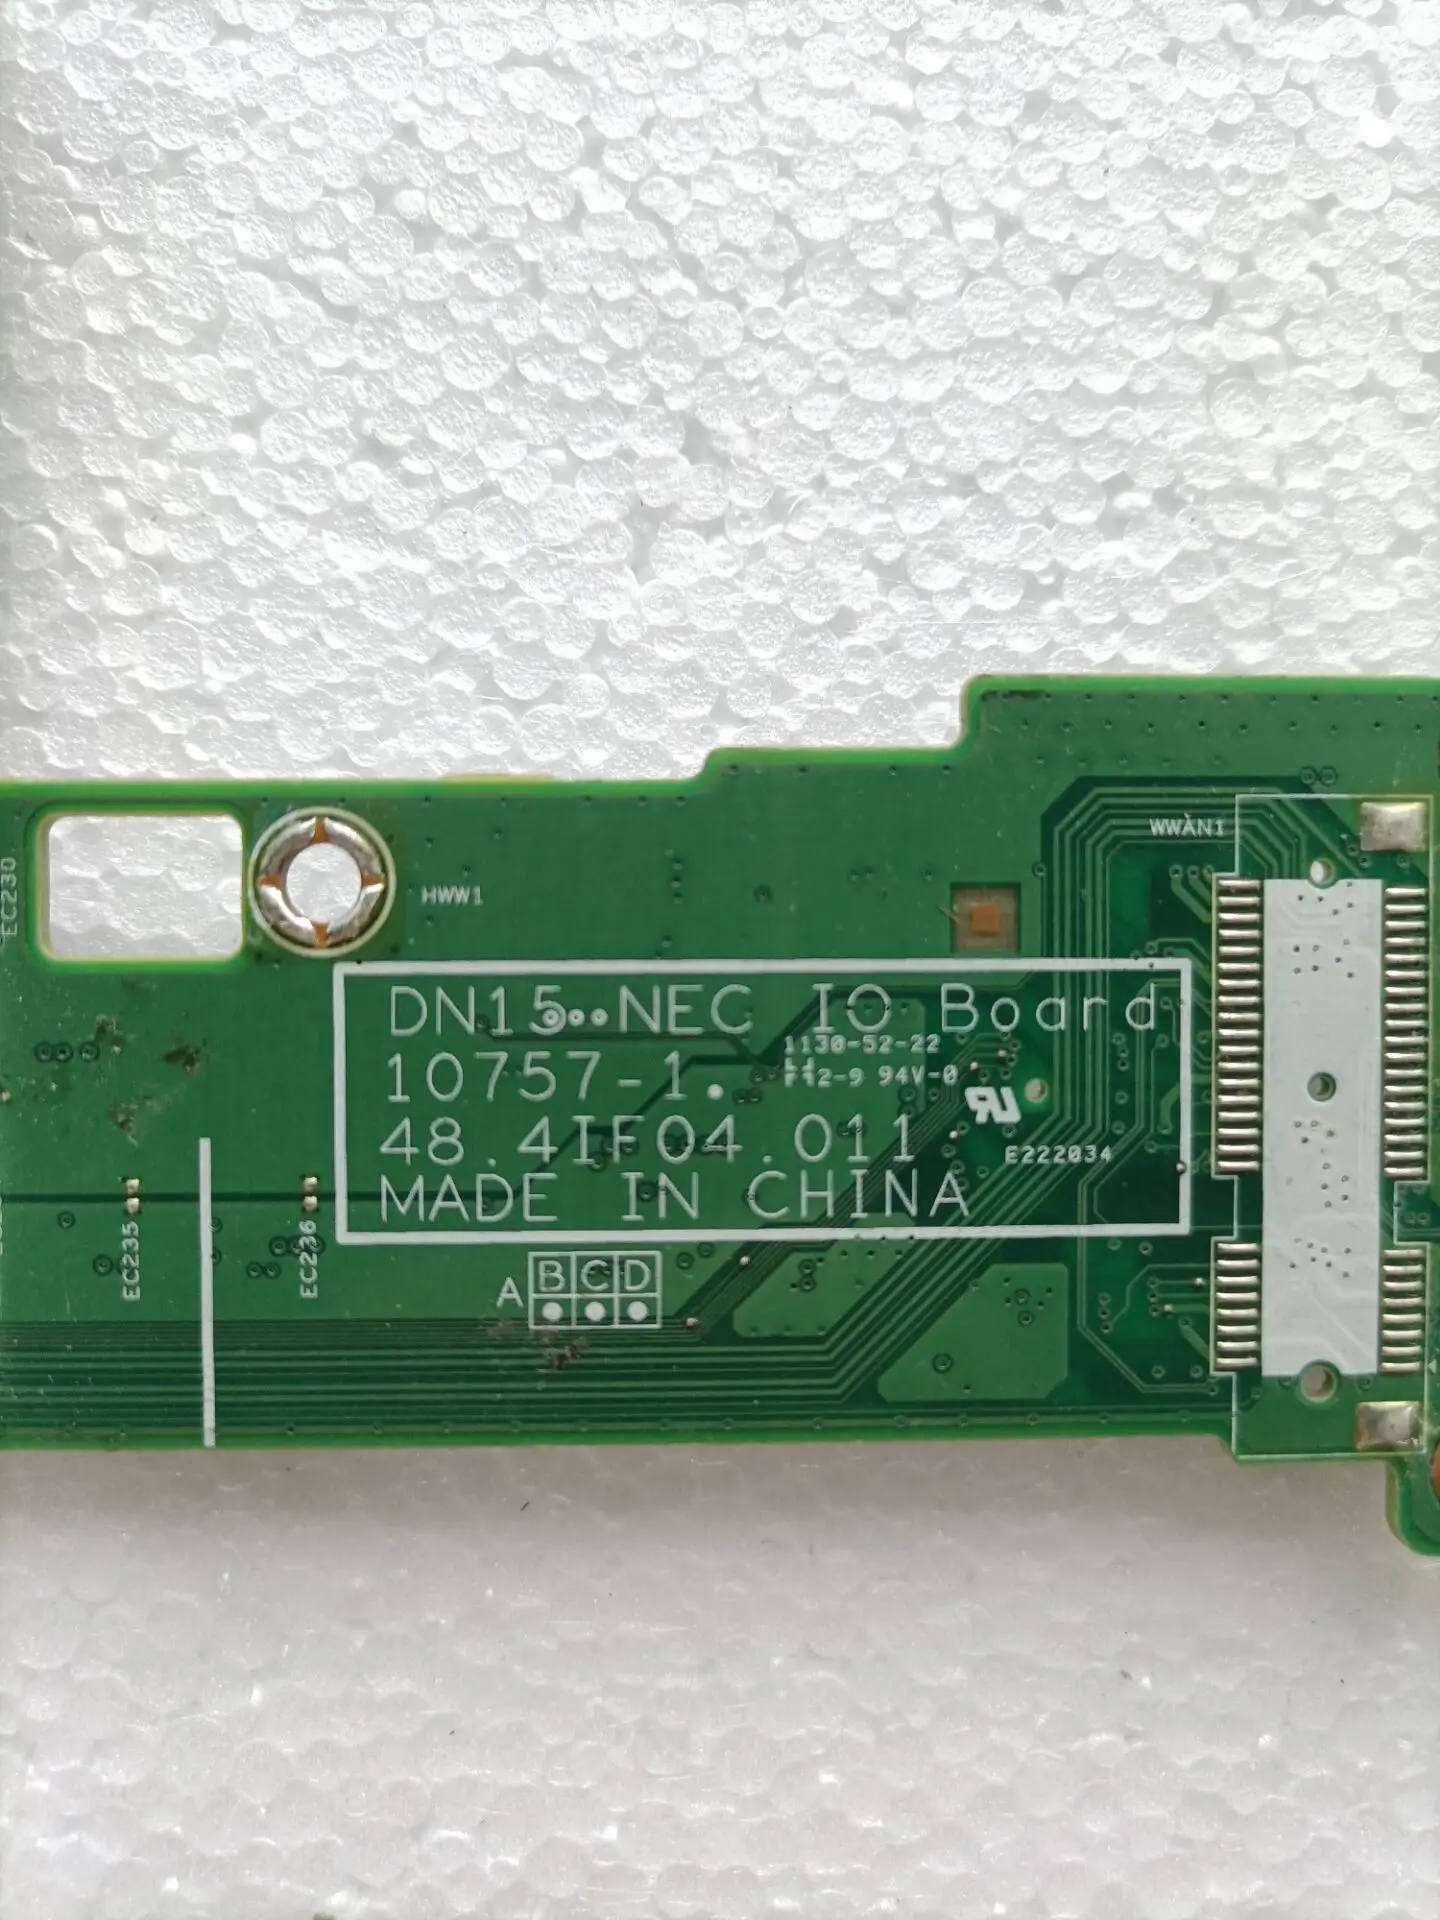 WWAN1
EC230
HWW1
DN15 NEC IO Board
1130-52-22
10757-1
94V-0
48.4IF04.011
E222034
MADE IN CHINA
EC235
EC236
A B C D